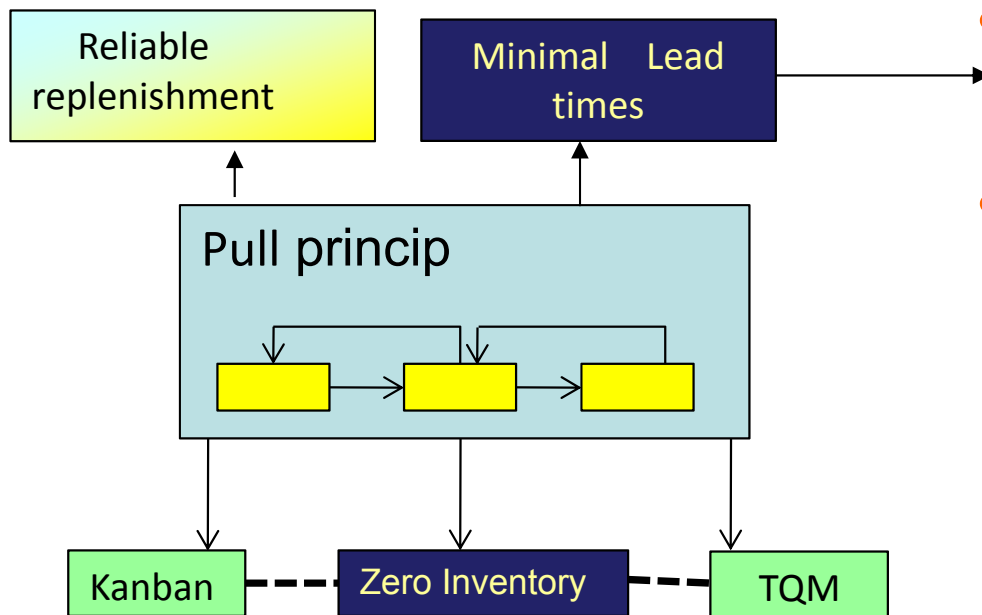 Reliable
replenishment
Minimal Lead
times
Pull princip
Kanban
Zero Inventory
TQM